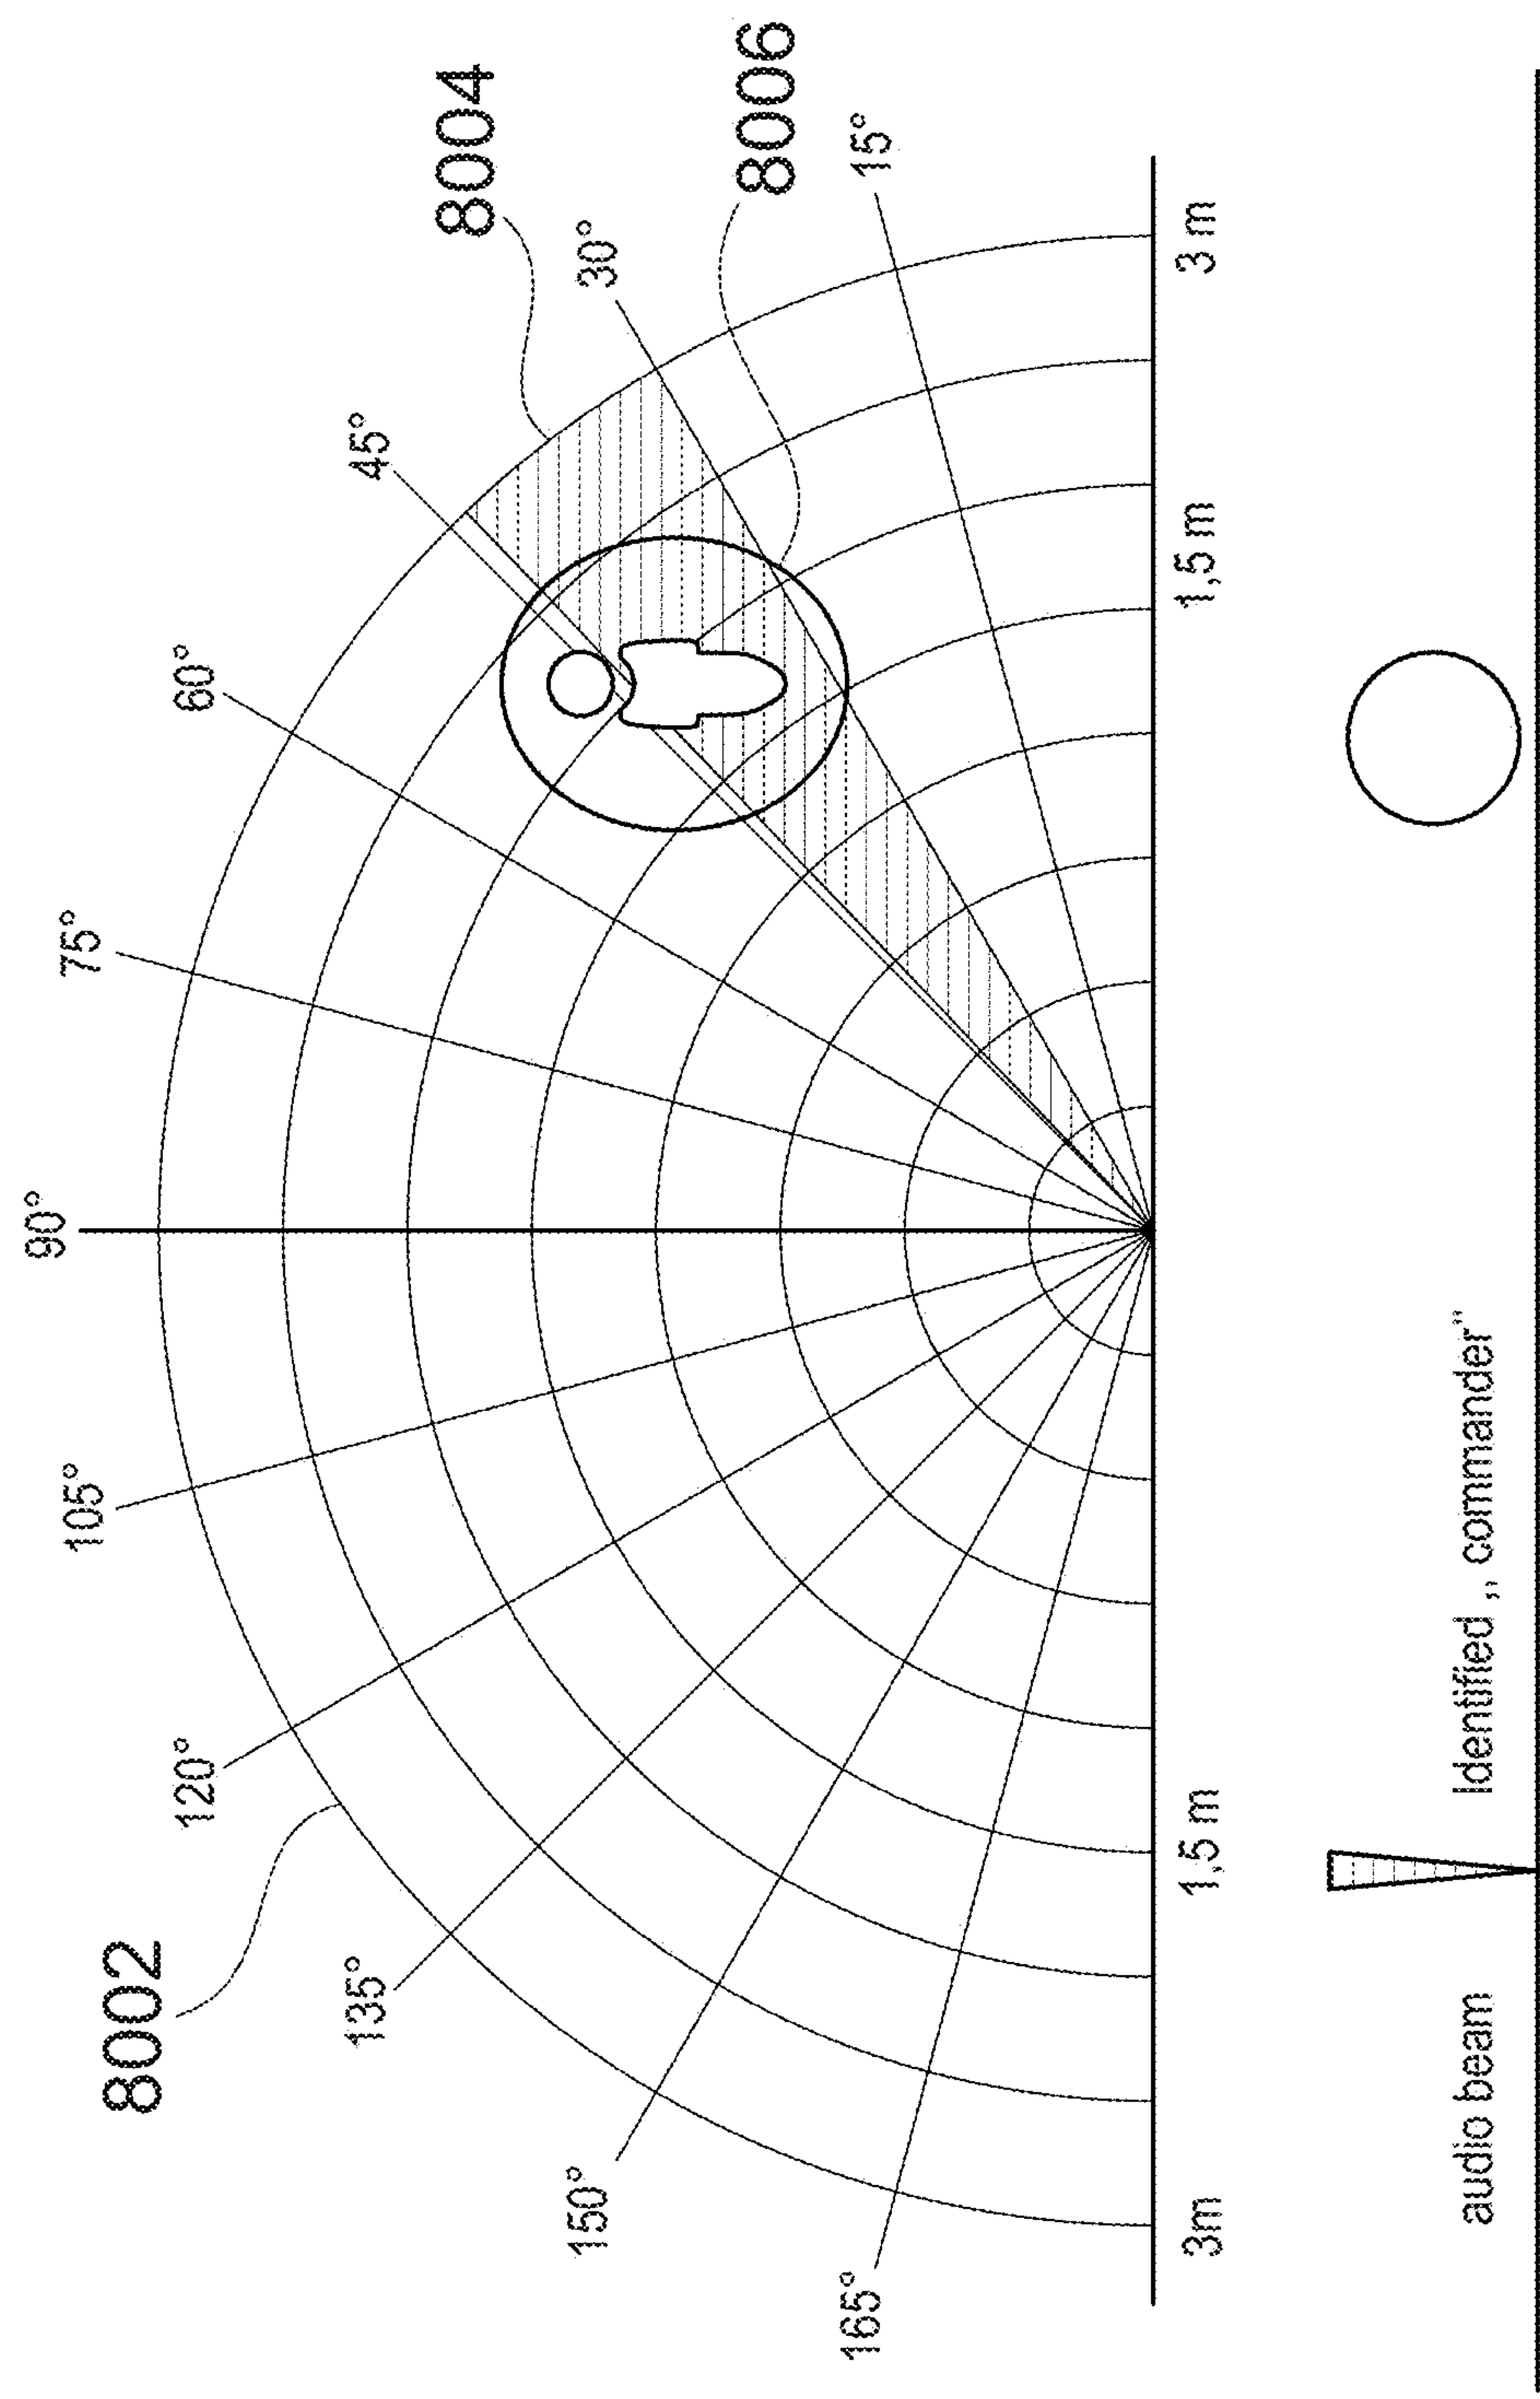 8002
8004
8006
165°
150°
135°
120°
105°
90°
75°
60°
45°
30°
15°
3m
1,5 m
1,5 m
3 m
audio beam
Identified ,, commander"